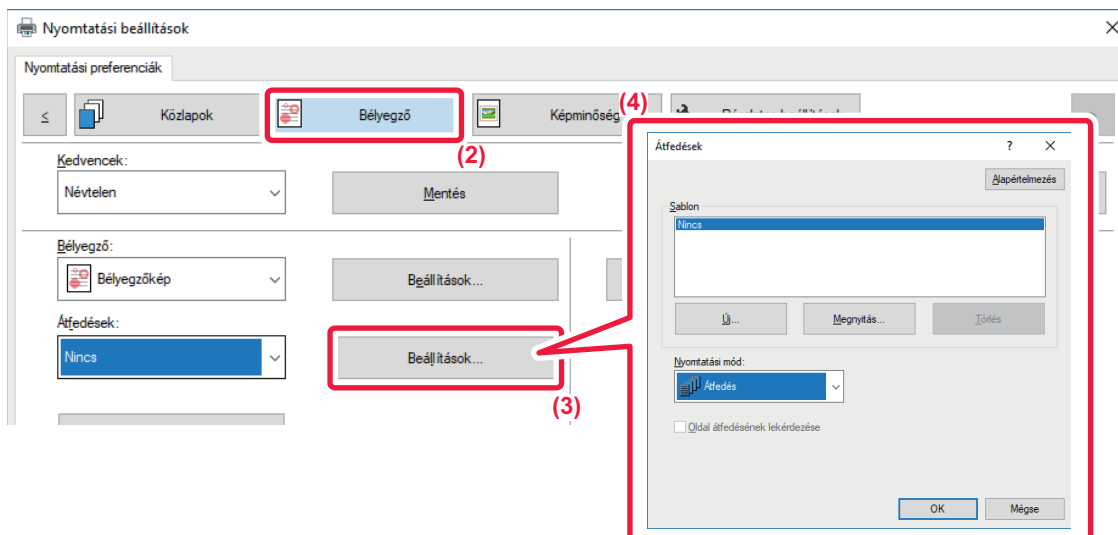 Nyomtatási beállítások
Nyomtatási preferenciák
<
Közlapok
Bélyegző
Képminőség
(4)
(2)
Kedvencek:
Névtelen
Mentés
Bélyegző:
Bélyegzőkép
Beállítások...
Átfedések:
Nincs
Beállítások...
(3)
Átfedések
?
Alapértelmezés
Sablon
Nincs
Új...
Megnyitás...
Törlés
Nyomtatási mód:
Átfedés
Oldal átfedésének lekérdezése
OK
Mégse